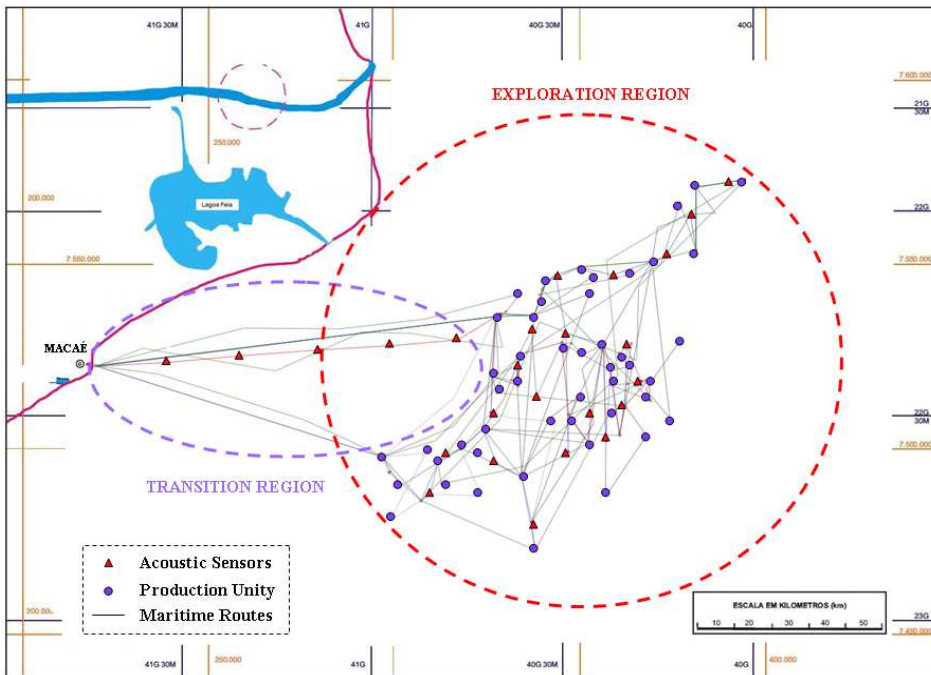 41G 30M
41G
40G 30M
40G
7.600.000
21G
30M
EXPLORATION REGION
250.000
200.000
Lagoa Feia
22G
7.550.000
7.550.000
MACAÉ
22G
30M
7.500.000
TRANSITION REGION
Acoustic Sensors
Production Unity
Maritime Routes
ESCALA EM KILOMETROS (km)
10 20 30 40 50
200.000
23G
7.450.000
41G 30M
250.000
41G
40G 30M
40G
400.000